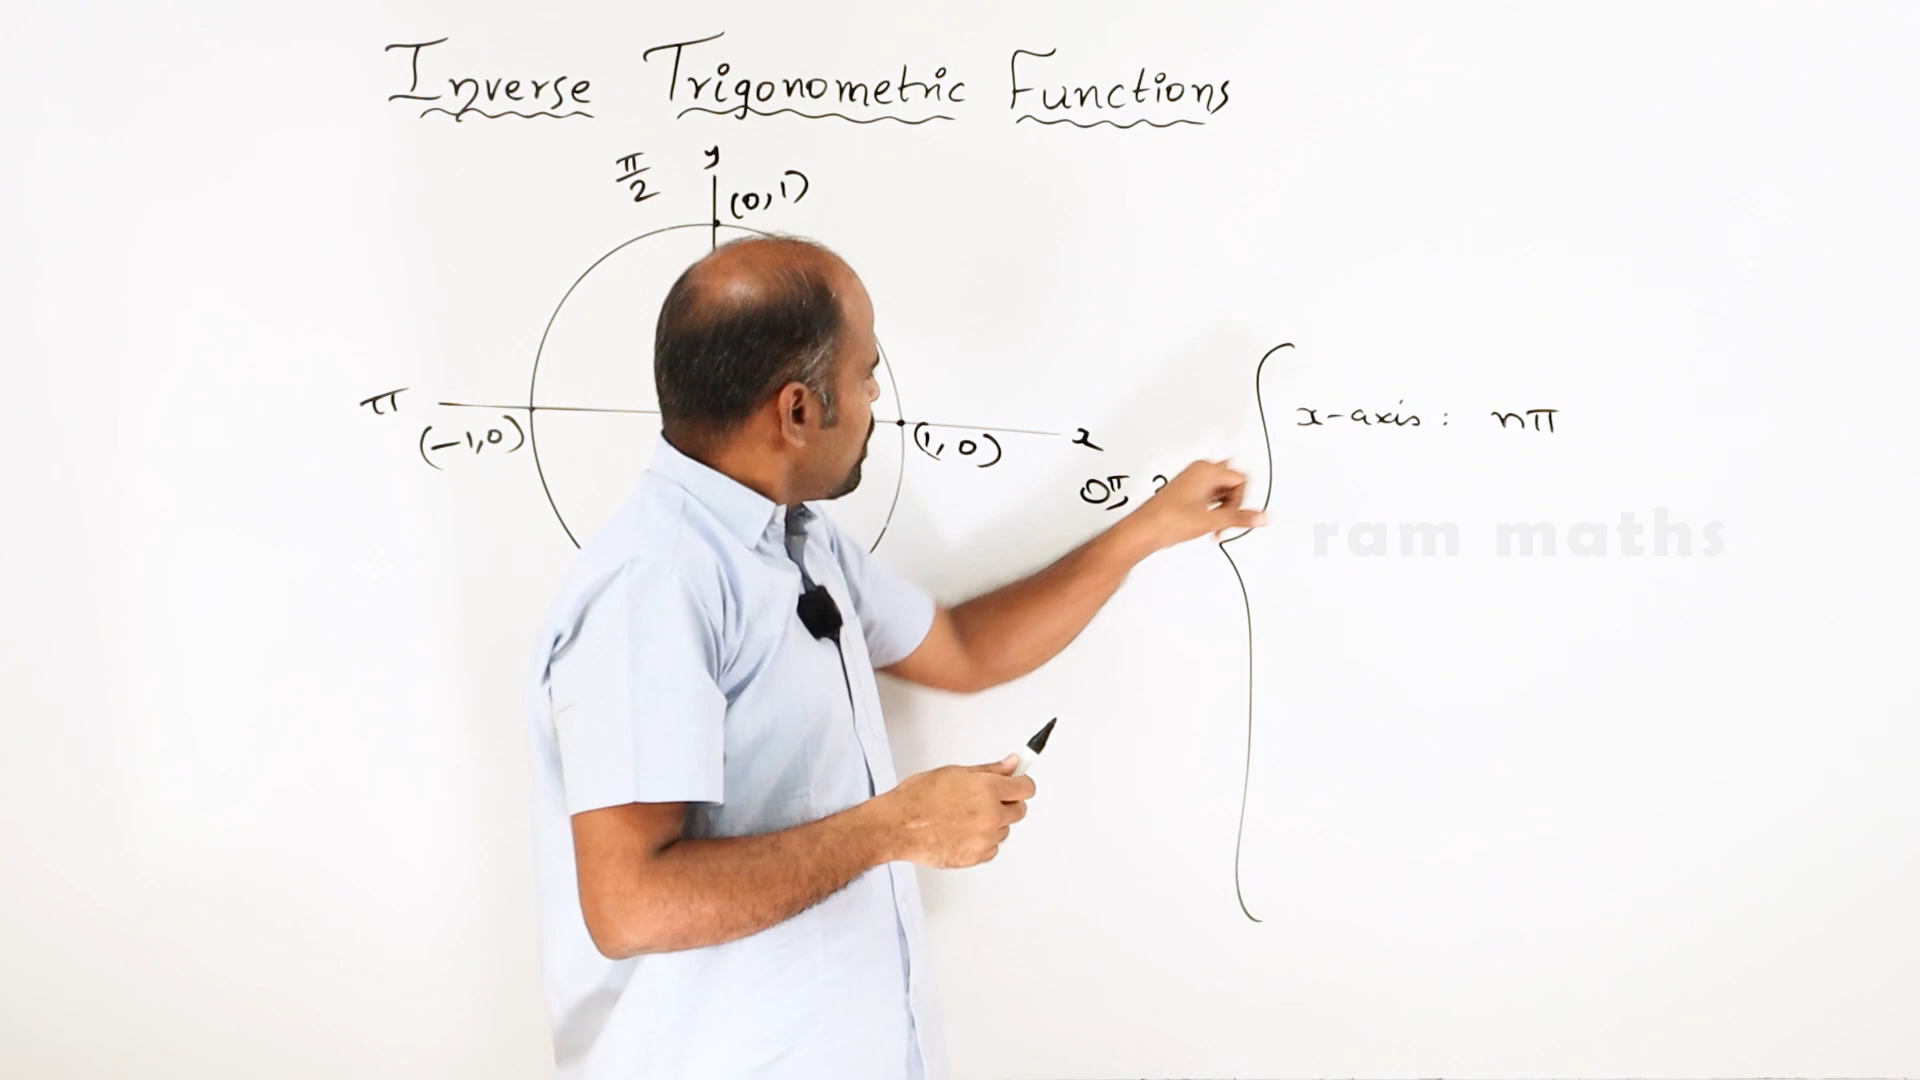 Inverse Trigonometric Functions
π/2
y
(0,1)
π
(-1,0)
(1,0)
x
0π,
x-axis: nπ
ram maths